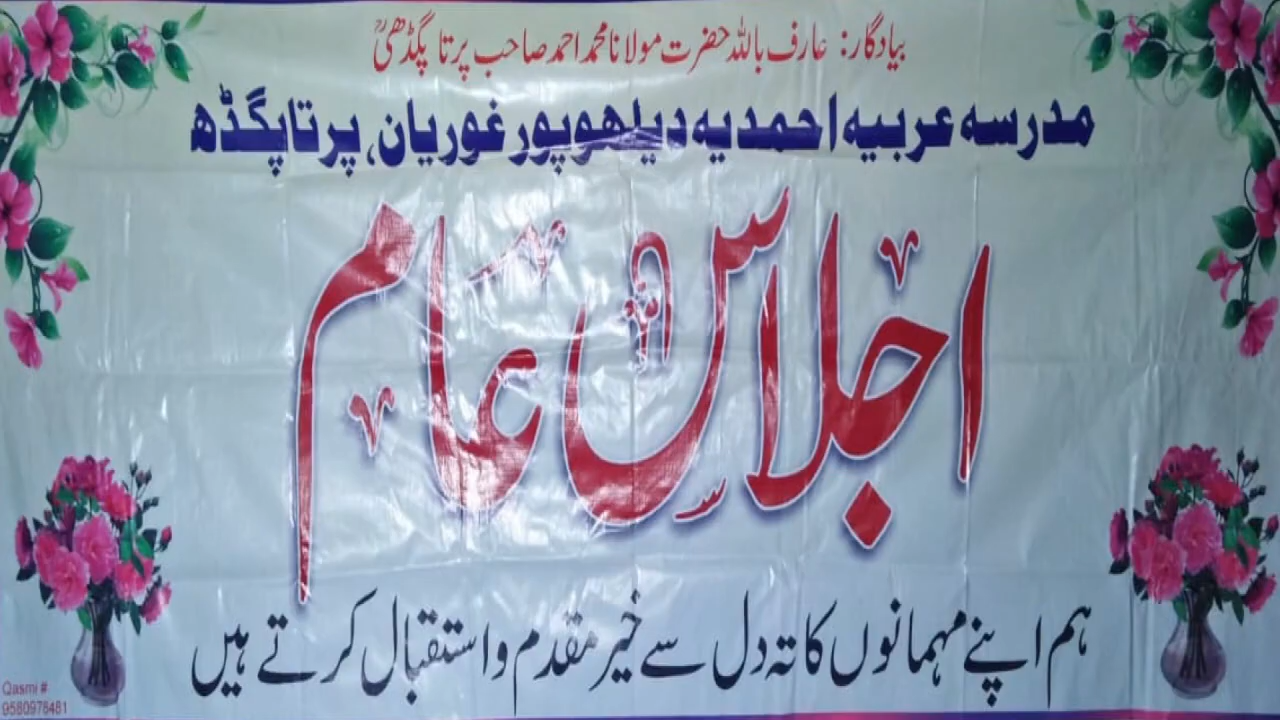 بیادگار: عارف باللہ حضرت مولانا محمد احمد صاحب پرتاپگڈھیؒ
مدرسہ عربیہ احمدیہ دیلھوپور غوریان، پرتاپگڈھ
اجلاس عام
ہم اپنے مہمانوں کا تہ دل سے خیر مقدم و استقبال کرتے ہیں
Qasmi #
9580978481